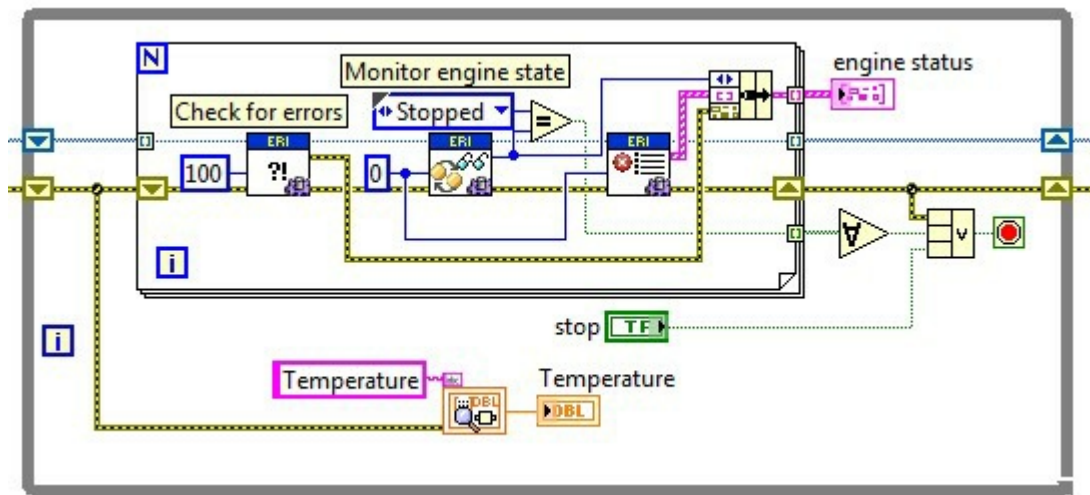 N
Monitor engine state
engine status
Check for errors
Stopped
=
ERI
ERI
ERI
100
?!
0
i
∀
v
stop
TF
i
Temperature
Temperature
DBL
DBL